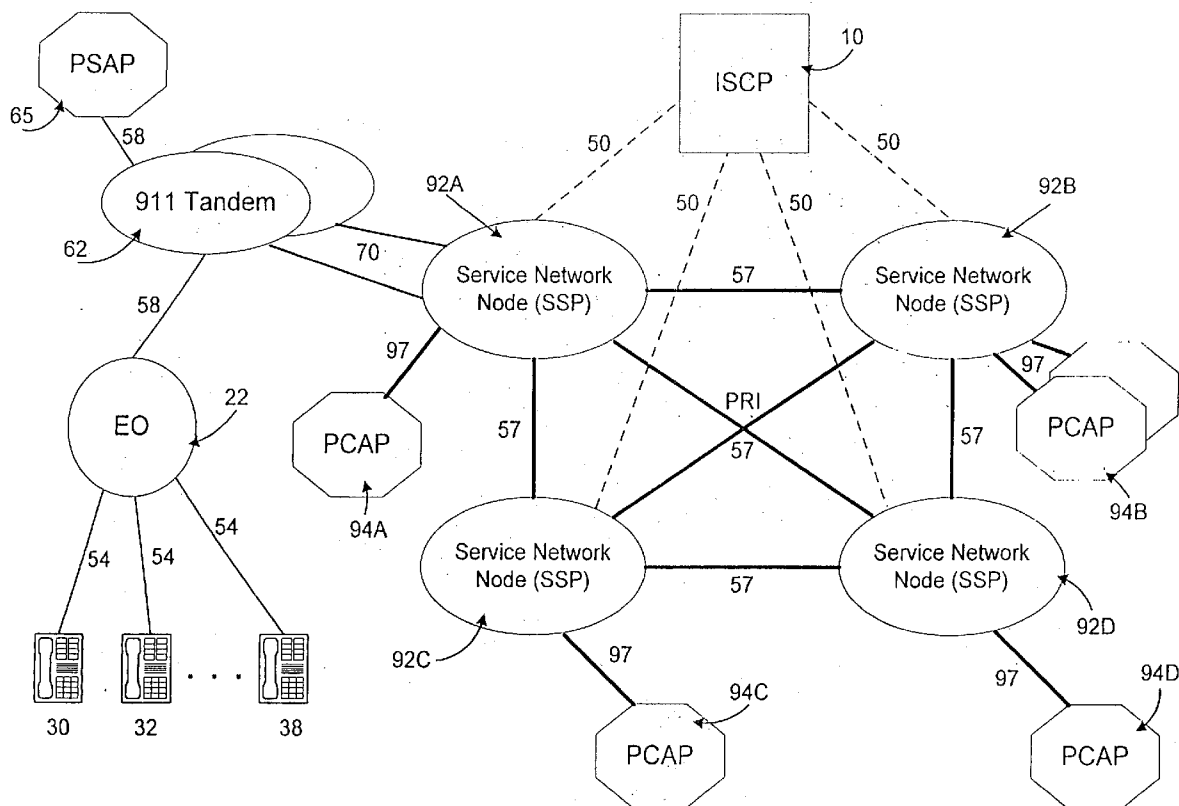 PSAP
65
58
911 Tandem
62
70
58
EO
22
54
54
54
30
32
. . .
38
ISCP
10
50
50
50
50
92A
92B
Service Network
Node (SSP)
57
Service Network
Node (SSP)
97
PCAP
94A
57
PRI
57
57
97
PCAP
94B
Service Network
Node (SSP)
57
Service Network
Node (SSP)
92C
92D
97
94C
PCAP
97
94D
PCAP